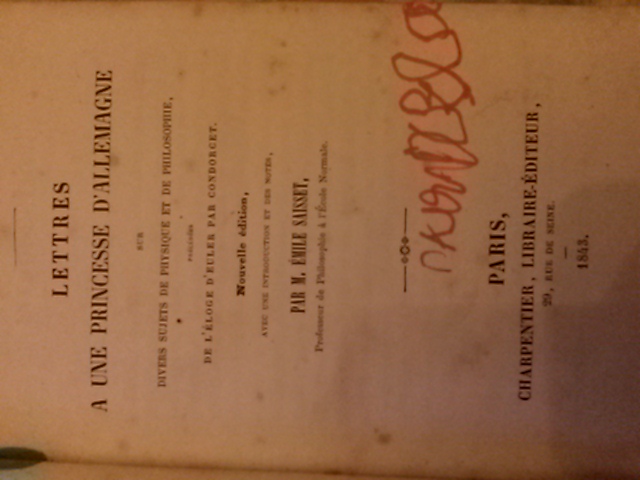 LETTRES
A UNE PRINCESSE D'ALLEMAGNE
SUR
DIVERS SUJETS DE PHYSIQUE ET DE PHILOSOPHIE,
PRÉCÉDÉES
DE L'ÉLOGE D'EULER PAR CONDORCET.
Nouvelle édition,
AVEC UNE INTRODUCTION ET DES NOTES,
PAR M. ÉMILE SAISSET,
Professeur de Philosophie à l'École Normale.
PARIS,
CHARPENTIER, LIBRAIRE-ÉDITEUR,
29, RUE DE SEINE.
1843.